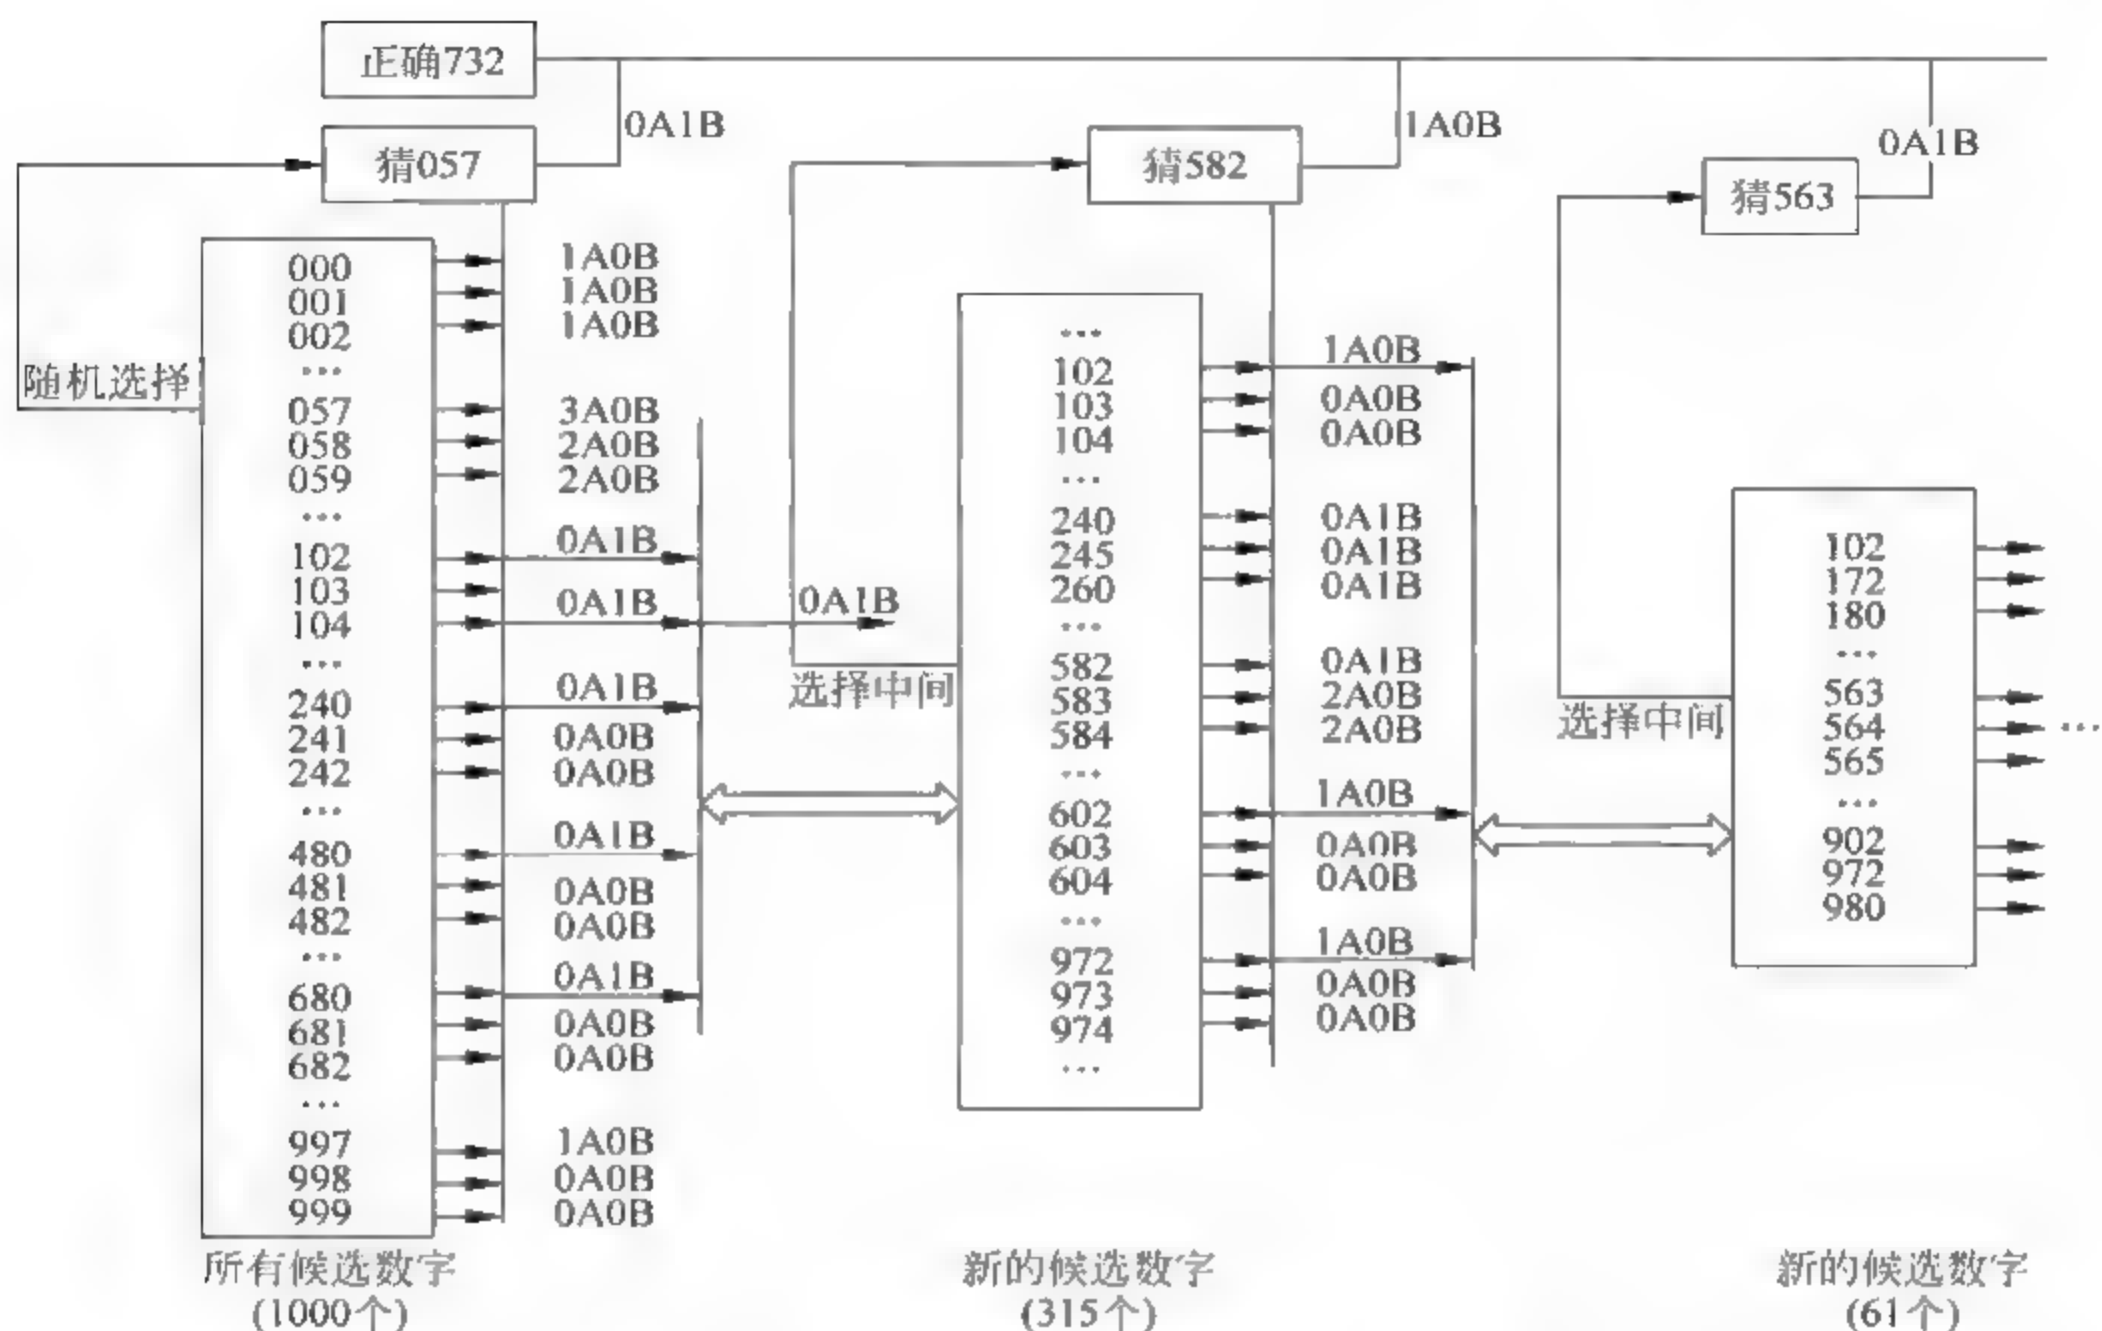 正确732
0A1B
猜057
000
001
002
...
057
058
059
...
102
103
104
...
240
241
242
...
480
481
482
...
680
681
682
...
997
998
999
随机选择
所有候选数字
(1000个)
1A0B
1A0B
1A0B
3A0B
2A0B
2A0B
0A1B
0A1B
0A1B
0A0B
0A0B
0A1B
0A0B
0A0B
0A1B
0A0B
0A0B
1A0B
0A0B
0A0B
0A1B
选择中间
1A0B
猜582
...
102
103
104
...
240
245
260
...
582
583
584
...
602
603
604
...
972
973
974
...
新的候选数字
(315个)
1A0B
0A0B
0A0B
0A1B
0A1B
0A1B
0A1B
2A0B
2A0B
1A0B
0A0B
0A0B
1A0B
0A0B
0A0B
0A1B
猜563
选择中间
102
172
180
...
563
564
565
...
902
972
980
...
新的候选数字
(61个)